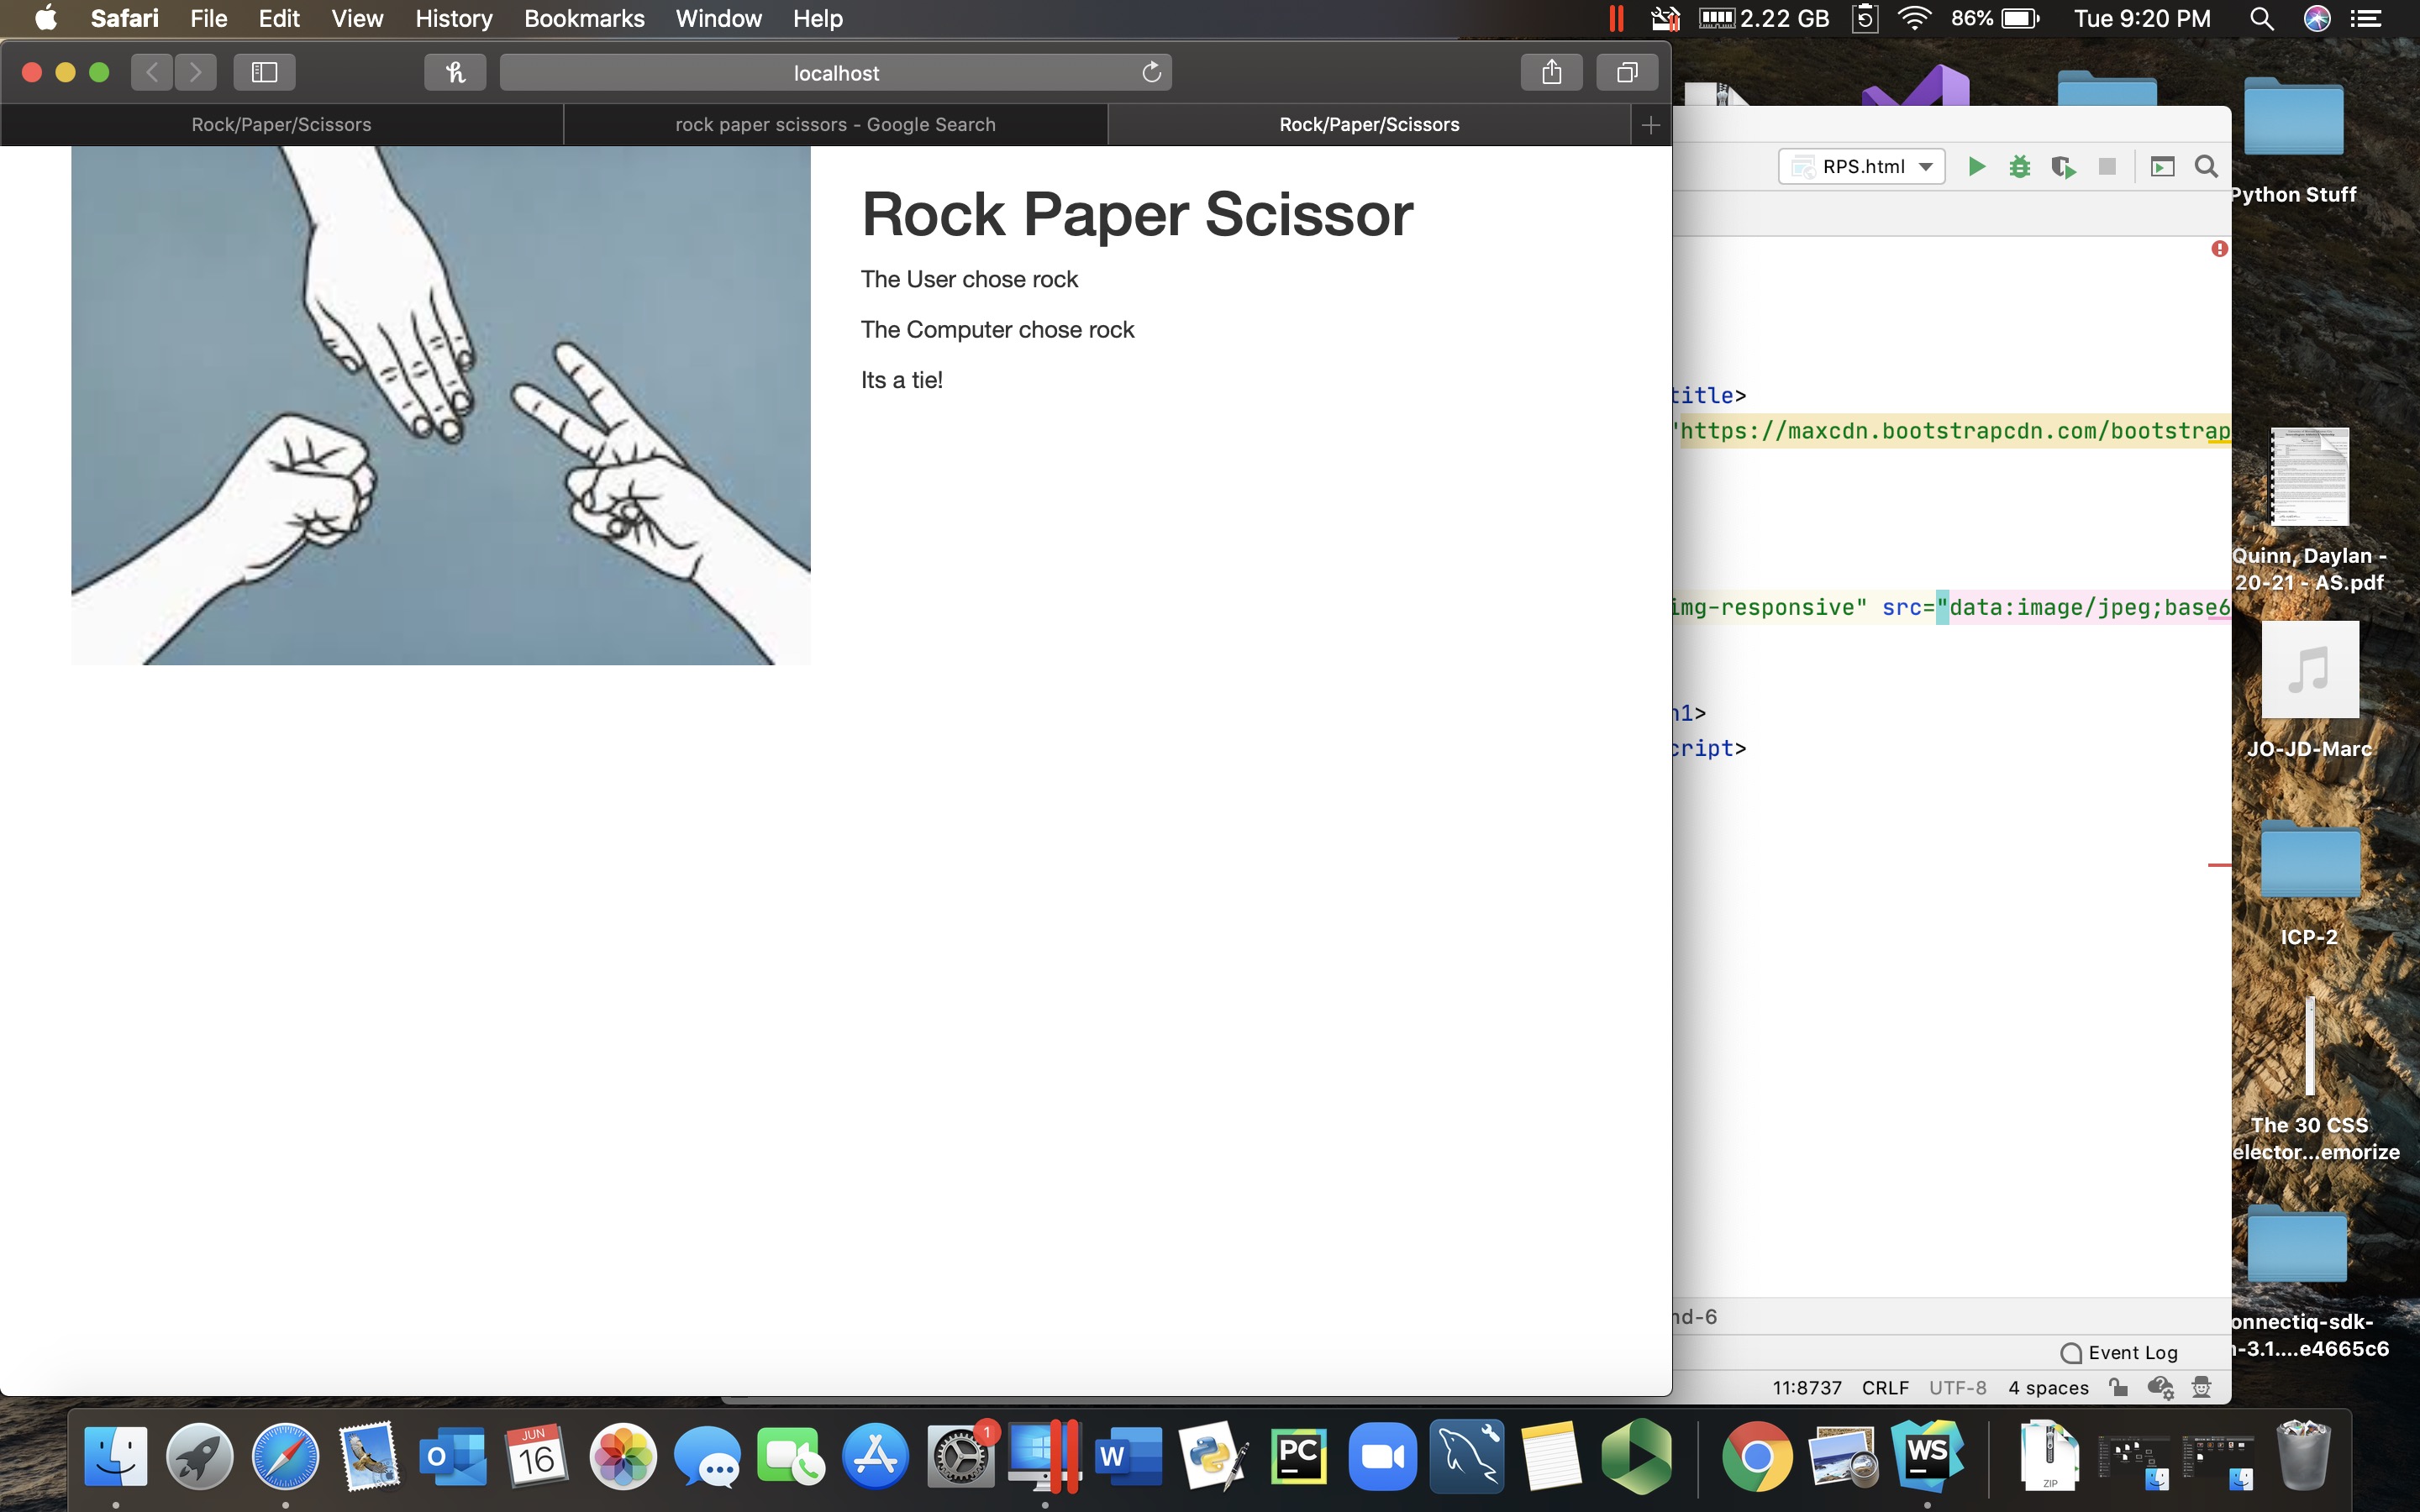 Safari File Edit View History Bookmarks Window Help 2.22 GB 86% Tue 9:20 PM
localhost
Rock/Paper/Scissors rock paper scissors - Google Search Rock/Paper/Scissors
Rock Paper Scissor
The User chose rock
The Computer chose rock
Its a tie!
RPS.html
title>
"https://maxcdn.bootstrapcdn.com/bootstrap
img-responsive" src="data:image/jpeg;base6
h1>
cript>
md-6
Event Log
11:8737 CRLF UTF-8 4 spaces
Python Stuff
Quinn, Daylan -
20-21 - AS.pdf
JO-JD-Marc
ICP-2
The 30 CSS
elector...emorize
onnectiq-sdk-
-3.1....e4665c6
JUN
16
1
W
PC
WS
ZIP